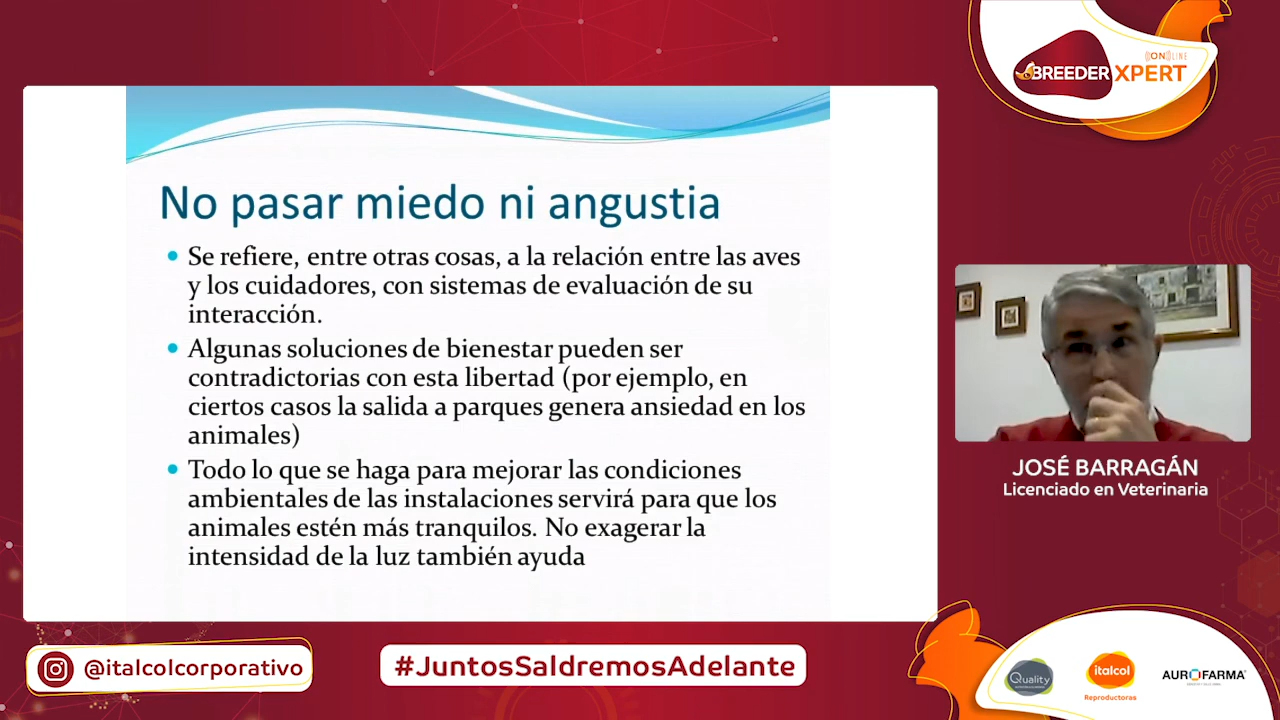 ONLINE
BREEDER XPERT
No pasar miedo ni angustia
• Se refiere, entre otras cosas, a la relación entre las aves
y los cuidadores, con sistemas de evaluación de su
interacción.
• Algunas soluciones de bienestar pueden ser
contradictorias con esta libertad (por ejemplo, en
ciertos casos la salida a parques genera ansiedad en los
animales)
• Todo lo que se haga para mejorar las condiciones
ambientales de las instalaciones servirá para que los
animales estén más tranquilos. No exagerar la
intensidad de la luz también ayuda
JOSÉ BARRAGÁN
Licenciado en Veterinaria
@italcolcorporativo
#JuntosSaldremosAdelante
Quality
italcol
Reproductoras
AUROFARMA